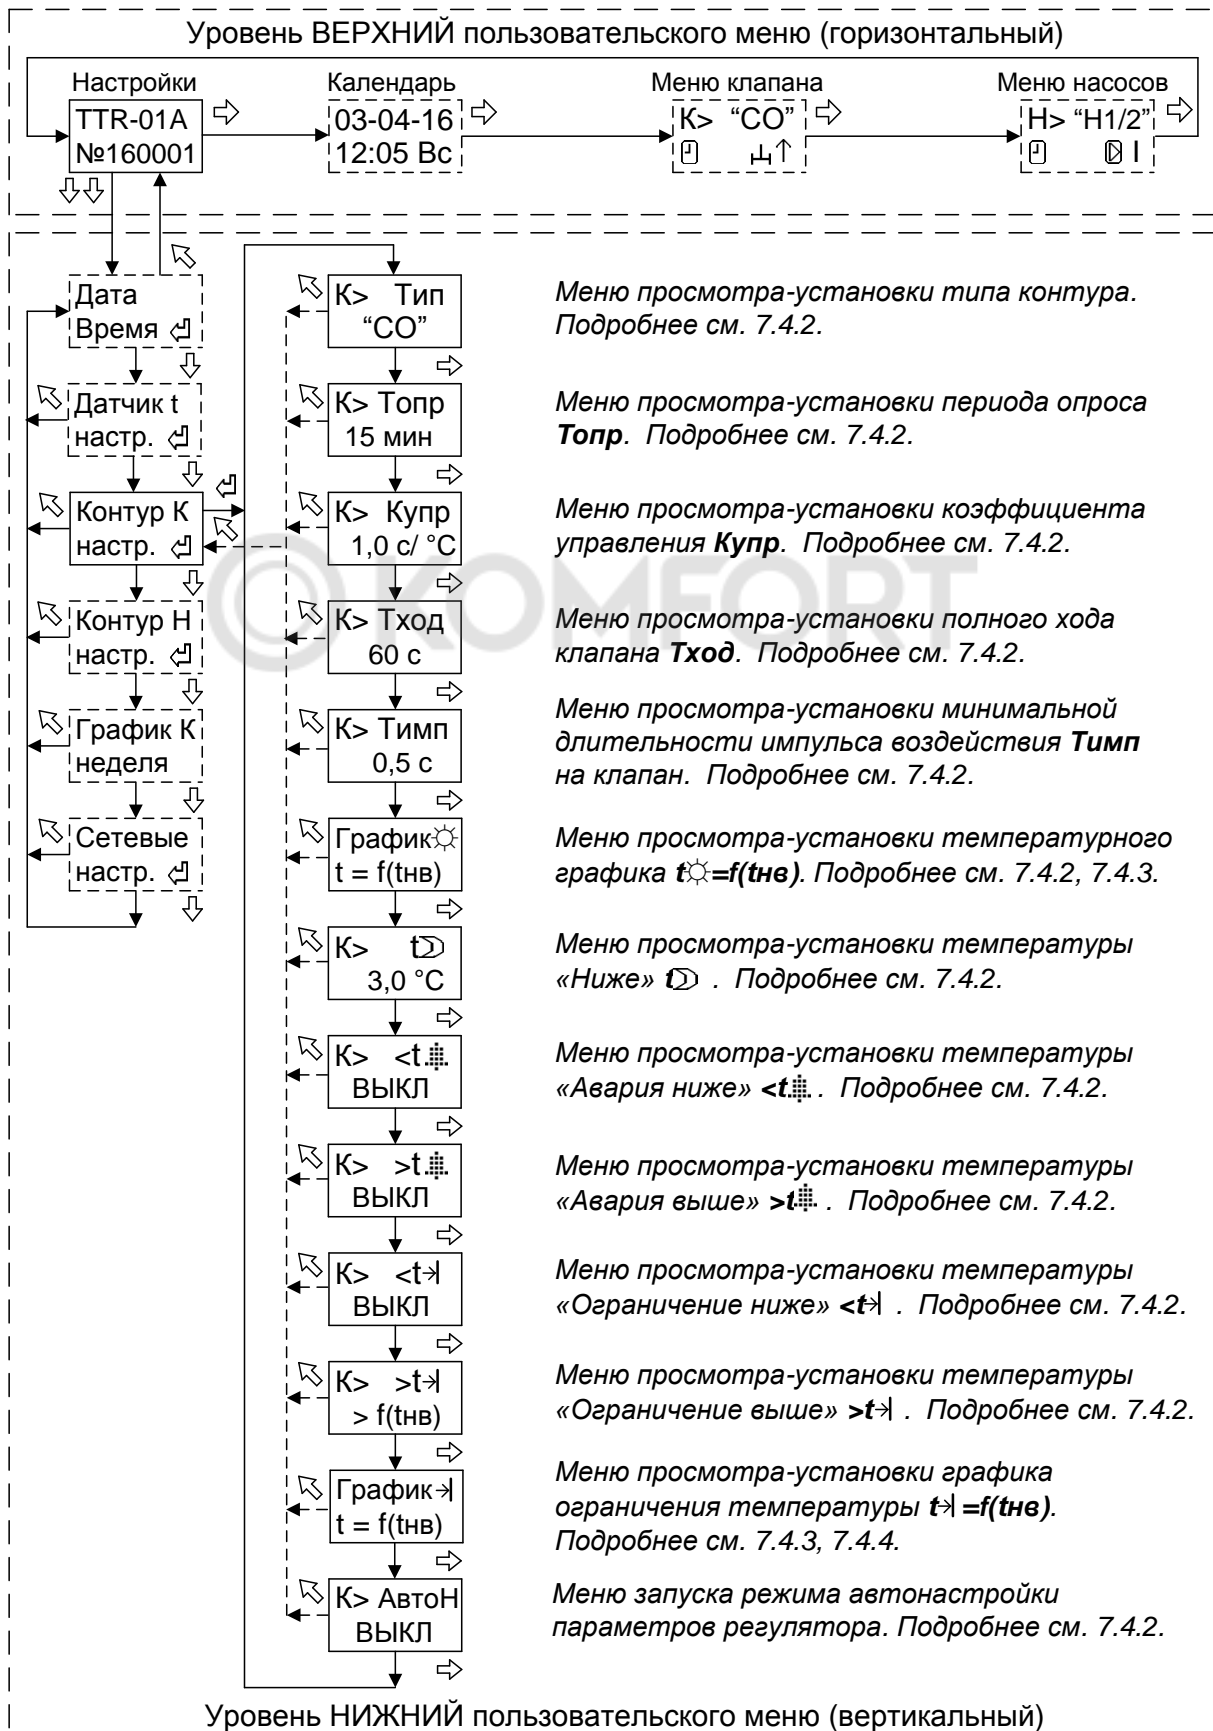 Уровень ВЕРХНИЙ пользовательского меню (горизонтальный)
Настройки
Календарь
Меню клапана
Меню насосов
TTR-01A
№160001
03-04-16
12:05 Вс
К> “СО”
Н> “Н1/2”
Дата
Время
Датчик t
настр.
Контур К
настр.
Контур Н
настр.
График К
неделя
Сетевые
настр.
К> Тип
“СО”
Меню просмотра-установки типа контура.
Подробнее см. 7.4.2.
К> Топр
15 мин
Меню просмотра-установки периода опроса
Топр. Подробнее см. 7.4.2.
К> Купр
1,0 с/ °С
Меню просмотра-установки коэффициента
управления Купр. Подробнее см. 7.4.2.
KOMFORT
К> Тход
60 с
Меню просмотра-установки полного хода
клапана Тход. Подробнее см. 7.4.2.
К> Тимп
0,5 с
Меню просмотра-установки минимальной
длительности импульса воздействия Тимп
на клапан. Подробнее см. 7.4.2.
График☼
t = f(tнв)
Меню просмотра-установки температурного
графика t☼=f(tнв). Подробнее см. 7.4.2, 7.4.3.
К> t
3,0 °С
Меню просмотра-установки температуры
«Ниже» t . Подробнее см. 7.4.2.
К> <t
ВЫКЛ
Меню просмотра-установки температуры
«Авария ниже» <t . Подробнее см. 7.4.2.
К> >t
ВЫКЛ
Меню просмотра-установки температуры
«Авария выше» >t . Подробнее см. 7.4.2.
К> <t→|
ВЫКЛ
Меню просмотра-установки температуры
«Ограничение ниже» <t→| . Подробнее см. 7.4.2.
К> >t→|
> f(tнв)
Меню просмотра-установки температуры
«Ограничение выше» >t→| . Подробнее см. 7.4.2.
График→|
t = f(tнв)
Меню просмотра-установки графика
ограничения температуры t→|=f(tнв).
Подробнее см. 7.4.3, 7.4.4.
К> АвтоН
ВЫКЛ
Меню запуска режима автонастройки
параметров регулятора. Подробнее см. 7.4.2.
Уровень НИЖНИЙ пользовательского меню (вертикальный)